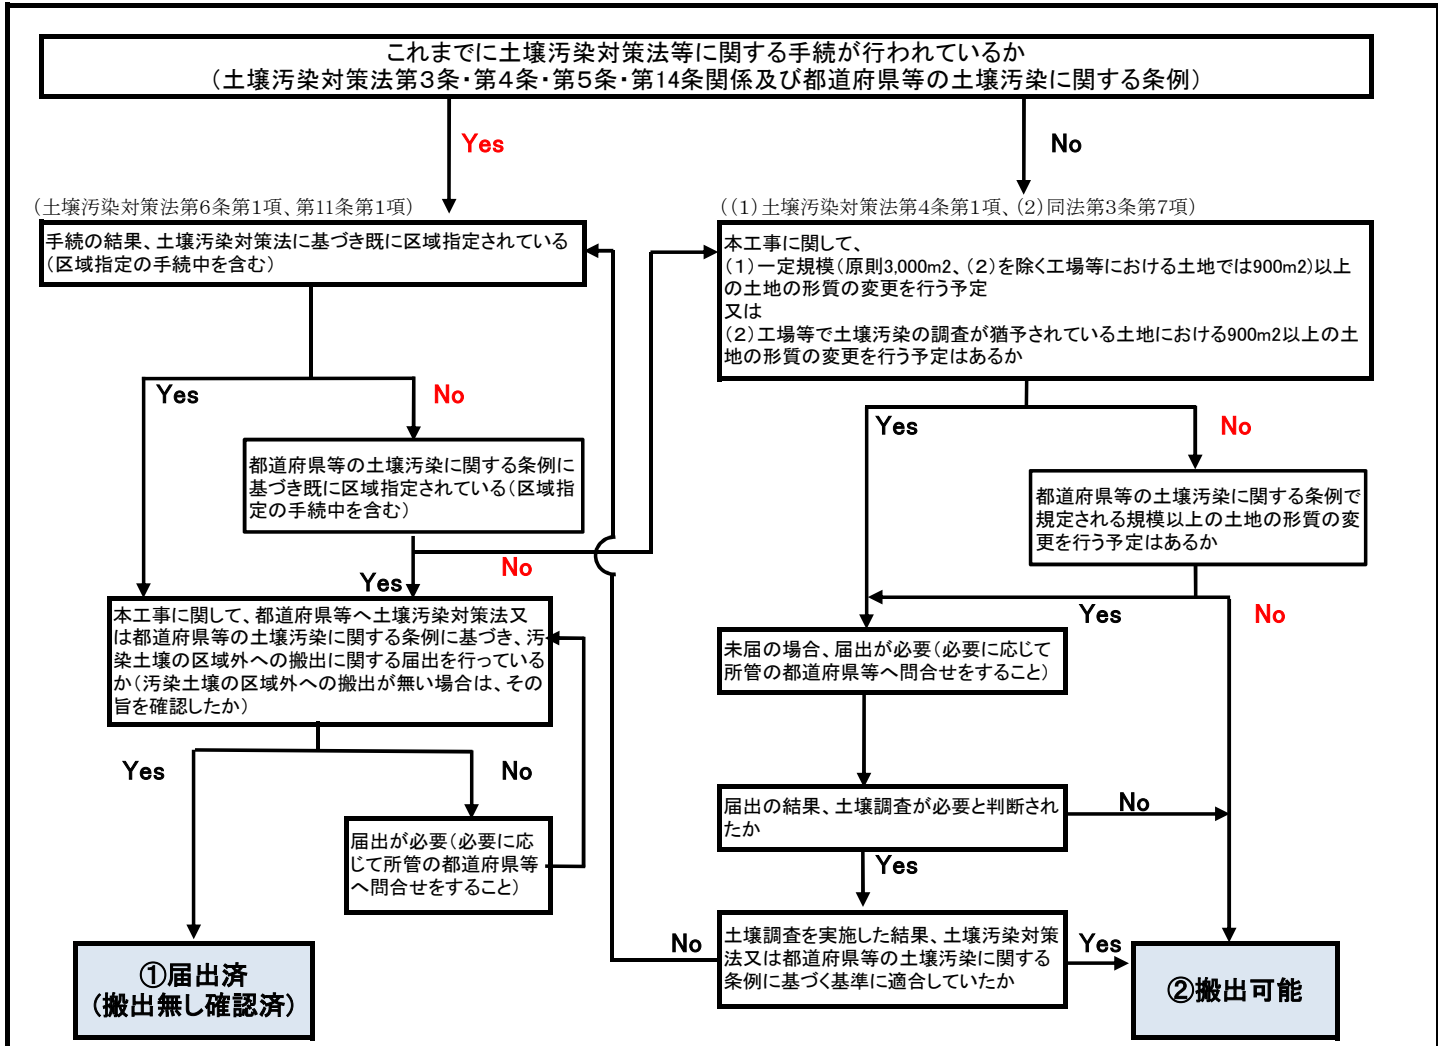 これまでに土壌汚染対策法等に関する手続が行われているか
（土壌汚染対策法第３条・第４条・第５条・第14条関係及び都道府県等の土壌汚染に関する条例）
Yes
No
（土壌汚染対策法第6条第1項、第11条第1項）
手続の結果、土壌汚染対策法に基づき既に区域指定されている
（区域指定の手続中を含む）
Yes
No
都道府県等の土壌汚染に関する条例に
基づき既に区域指定されている（区域指
定の手続中を含む）
Yes
No
本工事に関して、都道府県等へ土壌汚染対策法又
は都道府県等の土壌汚染に関する条例に基づき、汚
染土壌の区域外への搬出に関する届出を行っている
か（汚染土壌の区域外への搬出が無い場合は、その
旨を確認したか）
Yes
No
届出が必要（必要に応
じて所管の都道府県等
へ問合せをすること）
①届出済
（搬出無し確認済）
（(1)土壌汚染対策法第4条第1項、(2)同法第3条第7項）
本工事に関して、
（１）一定規模（原則3,000m2、（２）を除く工場等における土地では900m2）以上
の土地の形質の変更を行う予定
又は
（２）工場等で土壌汚染の調査が猶予されている土地における900m2以上の土
地の形質の変更を行う予定はあるか
Yes
No
都道府県等の土壌汚染に関する条例で
規定される規模以上の土地の形質の変
更を行う予定はあるか
Yes
No
未届の場合、届出が必要（必要に応じて
所管の都道府県等へ問合せをすること）
届出の結果、土壌調査が必要と判断され
たか
No
Yes
土壌調査を実施した結果、土壌汚染対策
法又は都道府県等の土壌汚染に関する
条例に基づく基準に適合していたか
No
Yes
②搬出可能